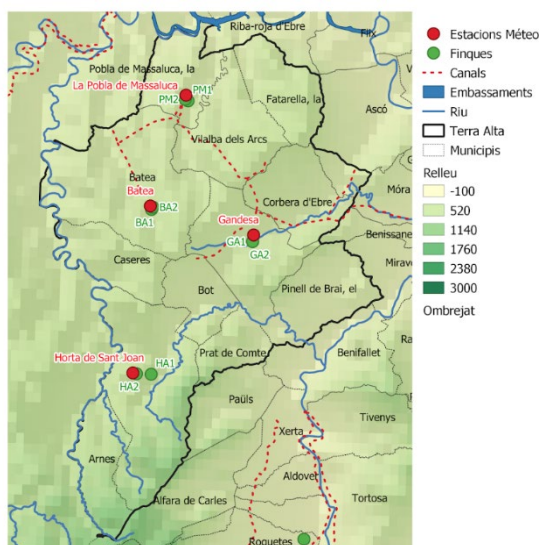 Riba-roja d'Ebre
Flix
Pobla de Massaluca, la
La Pobla de Massaluca
PM1
PM2
Fatarella, la
Ascó
Vilalba dels Arcs
Batea
Batea
BA2
BA1
Gandesa
Corbera d'Ebre
Móra
GA1
GA2
Benissane
Mirav
Caseres
Bot
Pinell de Brai, el
Horta de Sant Joan
HA1
HA2
Prat de Comte
Benifallet
Paüls
Tivenys
Xerta
Arnes
Aldover
Alfara de Carles
Tortosa
Roquetes
Estacions Méteo
Finques
Canals
Embassaments
Riu
Terra Alta
Municipis
Relleu
-100
520
1140
1760
2380
3000
Ombrejat